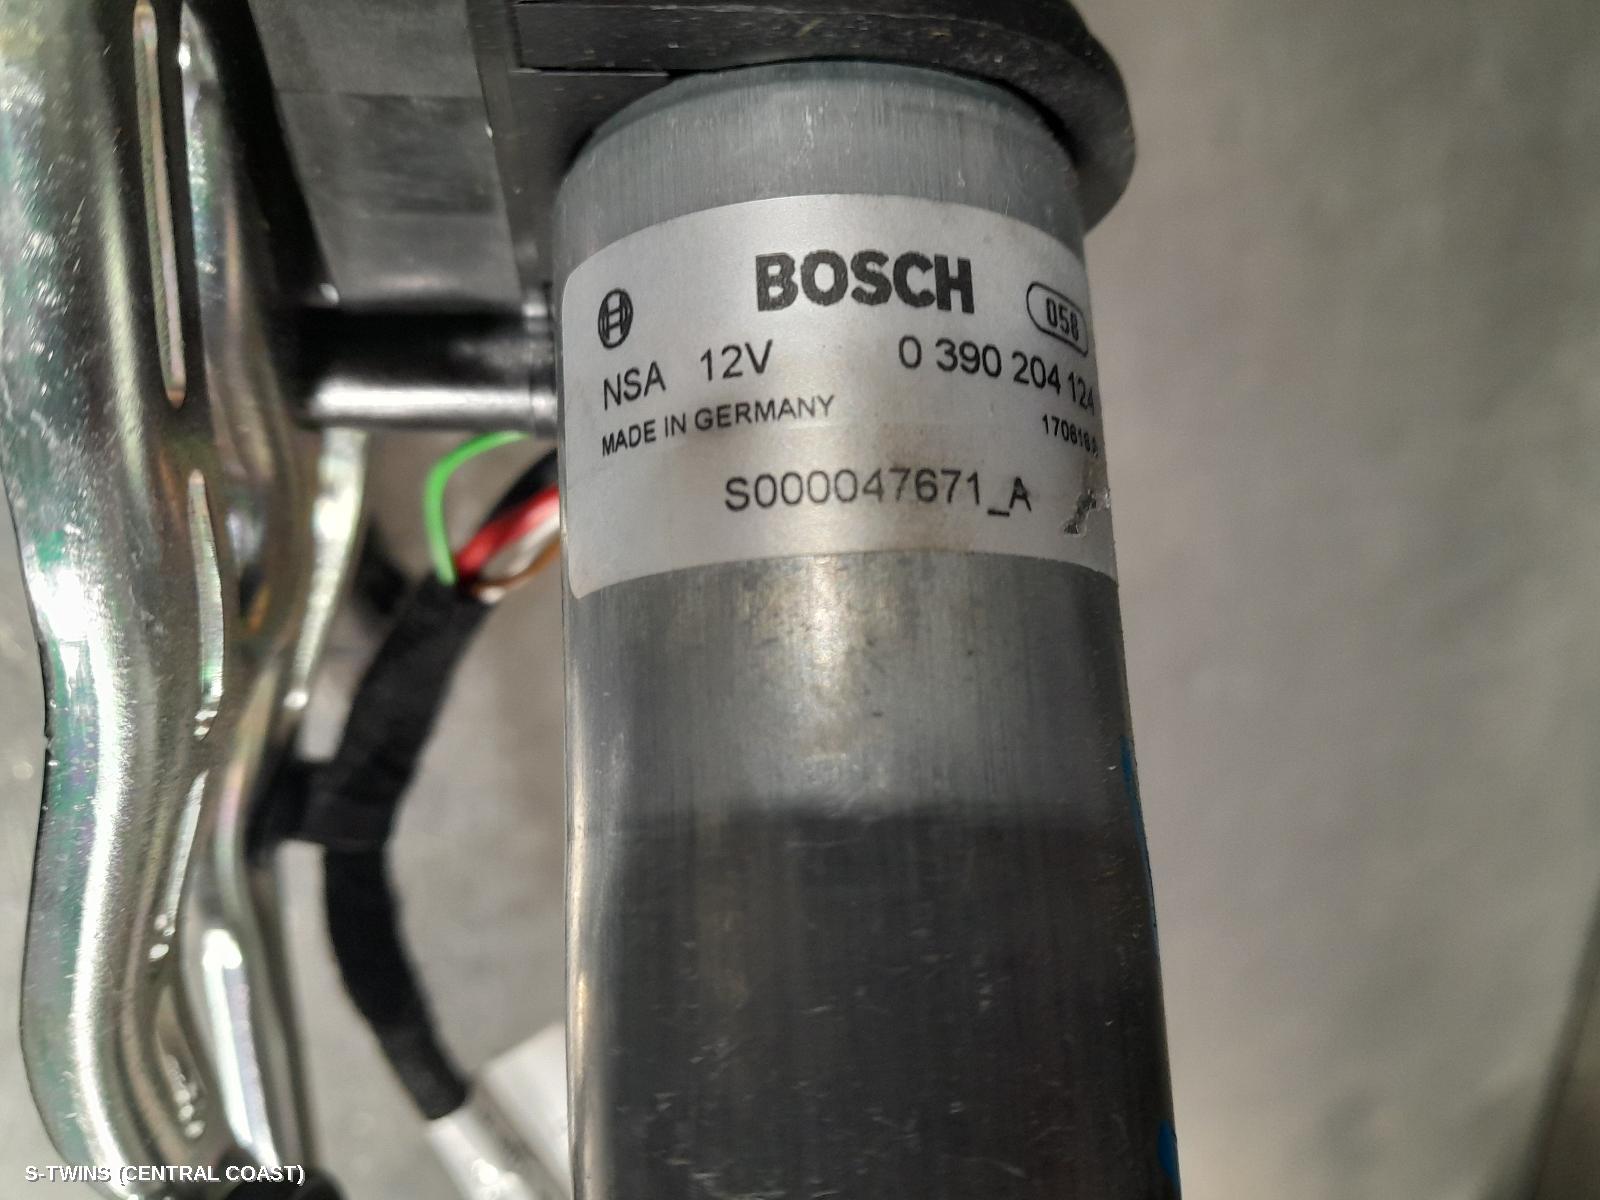 BOSCH
058
NSA 12V 0 390 204 124
MADE IN GERMANY
S000047671_A
S-TWINS (CENTRAL COAST)